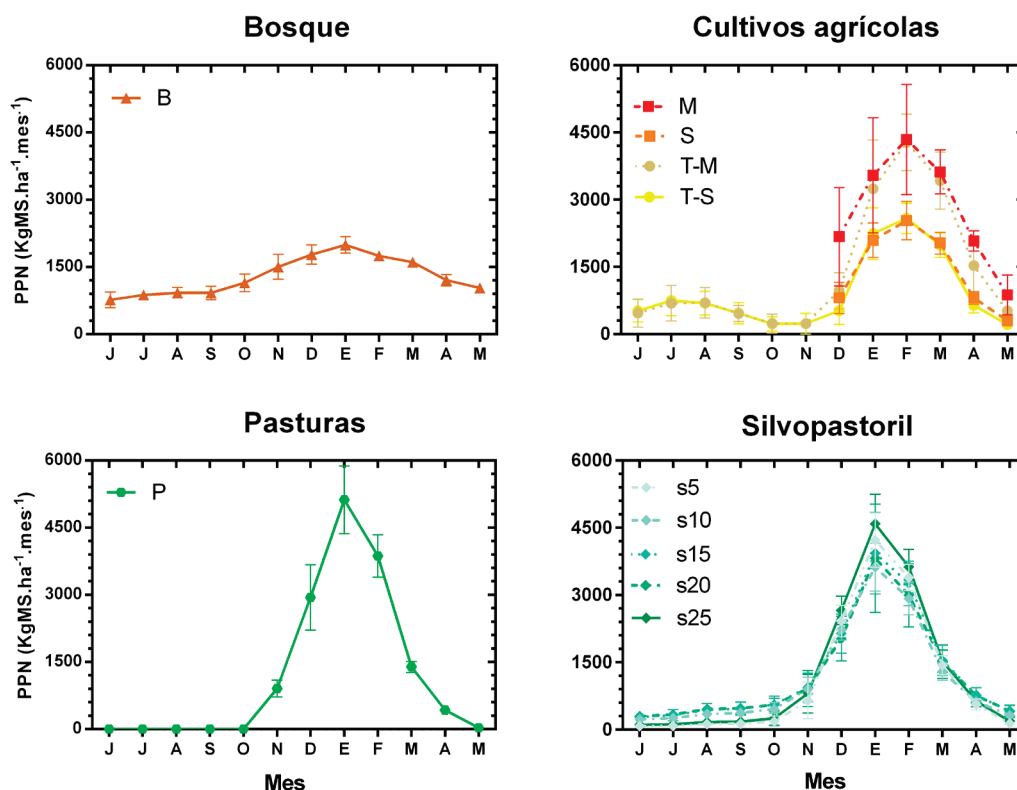 Bosque
PPN (KgMS.ha⁻¹.mes⁻¹)
6000
4500
3000
1500
0
B
J J A S O N D E F M A M
Cultivos agrícolas
6000
4500
3000
1500
0
M
S
T-M
T-S
J J A S O N D E F M A M
Pasturas
PPN (KgMS.ha⁻¹.mes⁻¹)
6000
4500
3000
1500
0
P
J J A S O N D E F M A M
Mes
Silvopastoril
6000
4500
3000
1500
0
s5
s10
s15
s20
s25
J J A S O N D E F M A M
Mes